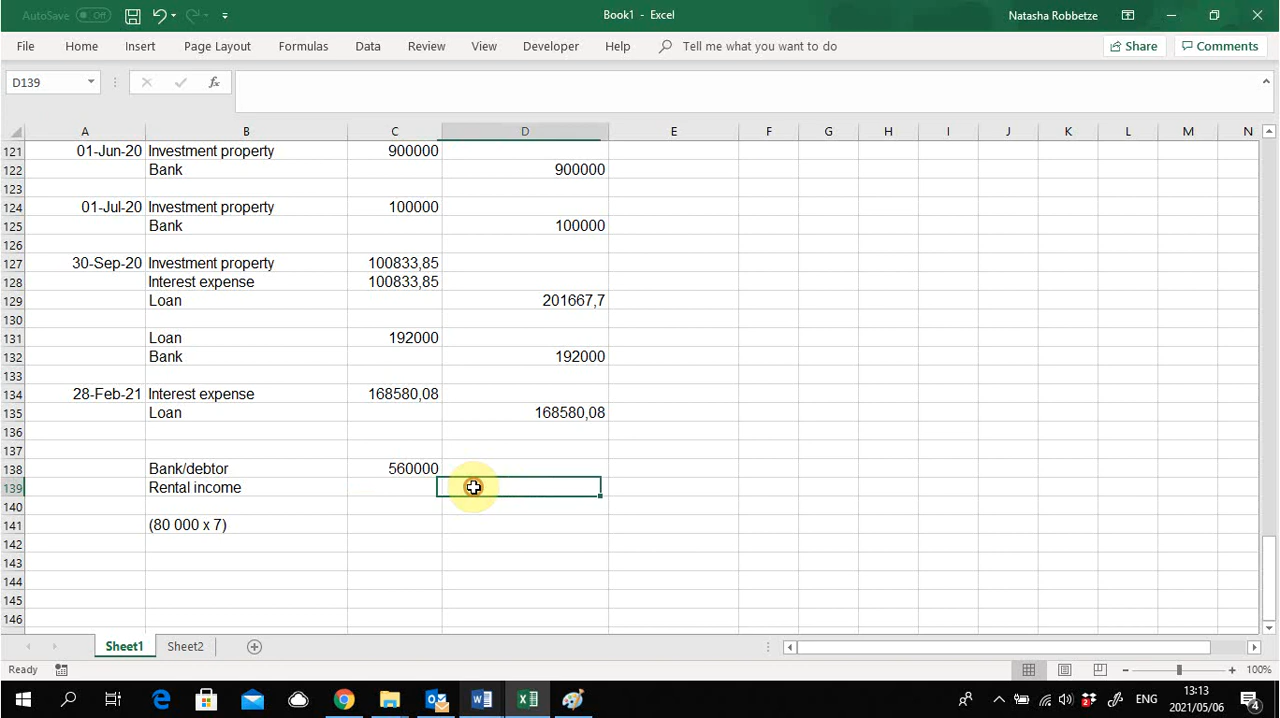 AutoSave Off Book1 - Excel Natasha Robbetze
File Home Insert Page Layout Formulas Data Review View Developer Help Tell me what you want to do Share Comments
D139 fx
A B C D E F G H I J K L M N
121 01-Jun-20 Investment property 900000
122 Bank 900000
123
124 01-Jul-20 Investment property 100000
125 Bank 100000
126
127 30-Sep-20 Investment property 100833,85
128 Interest expense 100833,85
129 Loan 201667,7
130
131 Loan 192000
132 Bank 192000
133
134 28-Feb-21 Interest expense 168580,08
135 Loan 168580,08
136
137
138 Bank/debtor 560000
139 Rental income
140
141 (80 000 x 7)
142
143
144
145
146
Sheet1 Sheet2
Ready 100%
ENG 13:13
2021/05/06 4